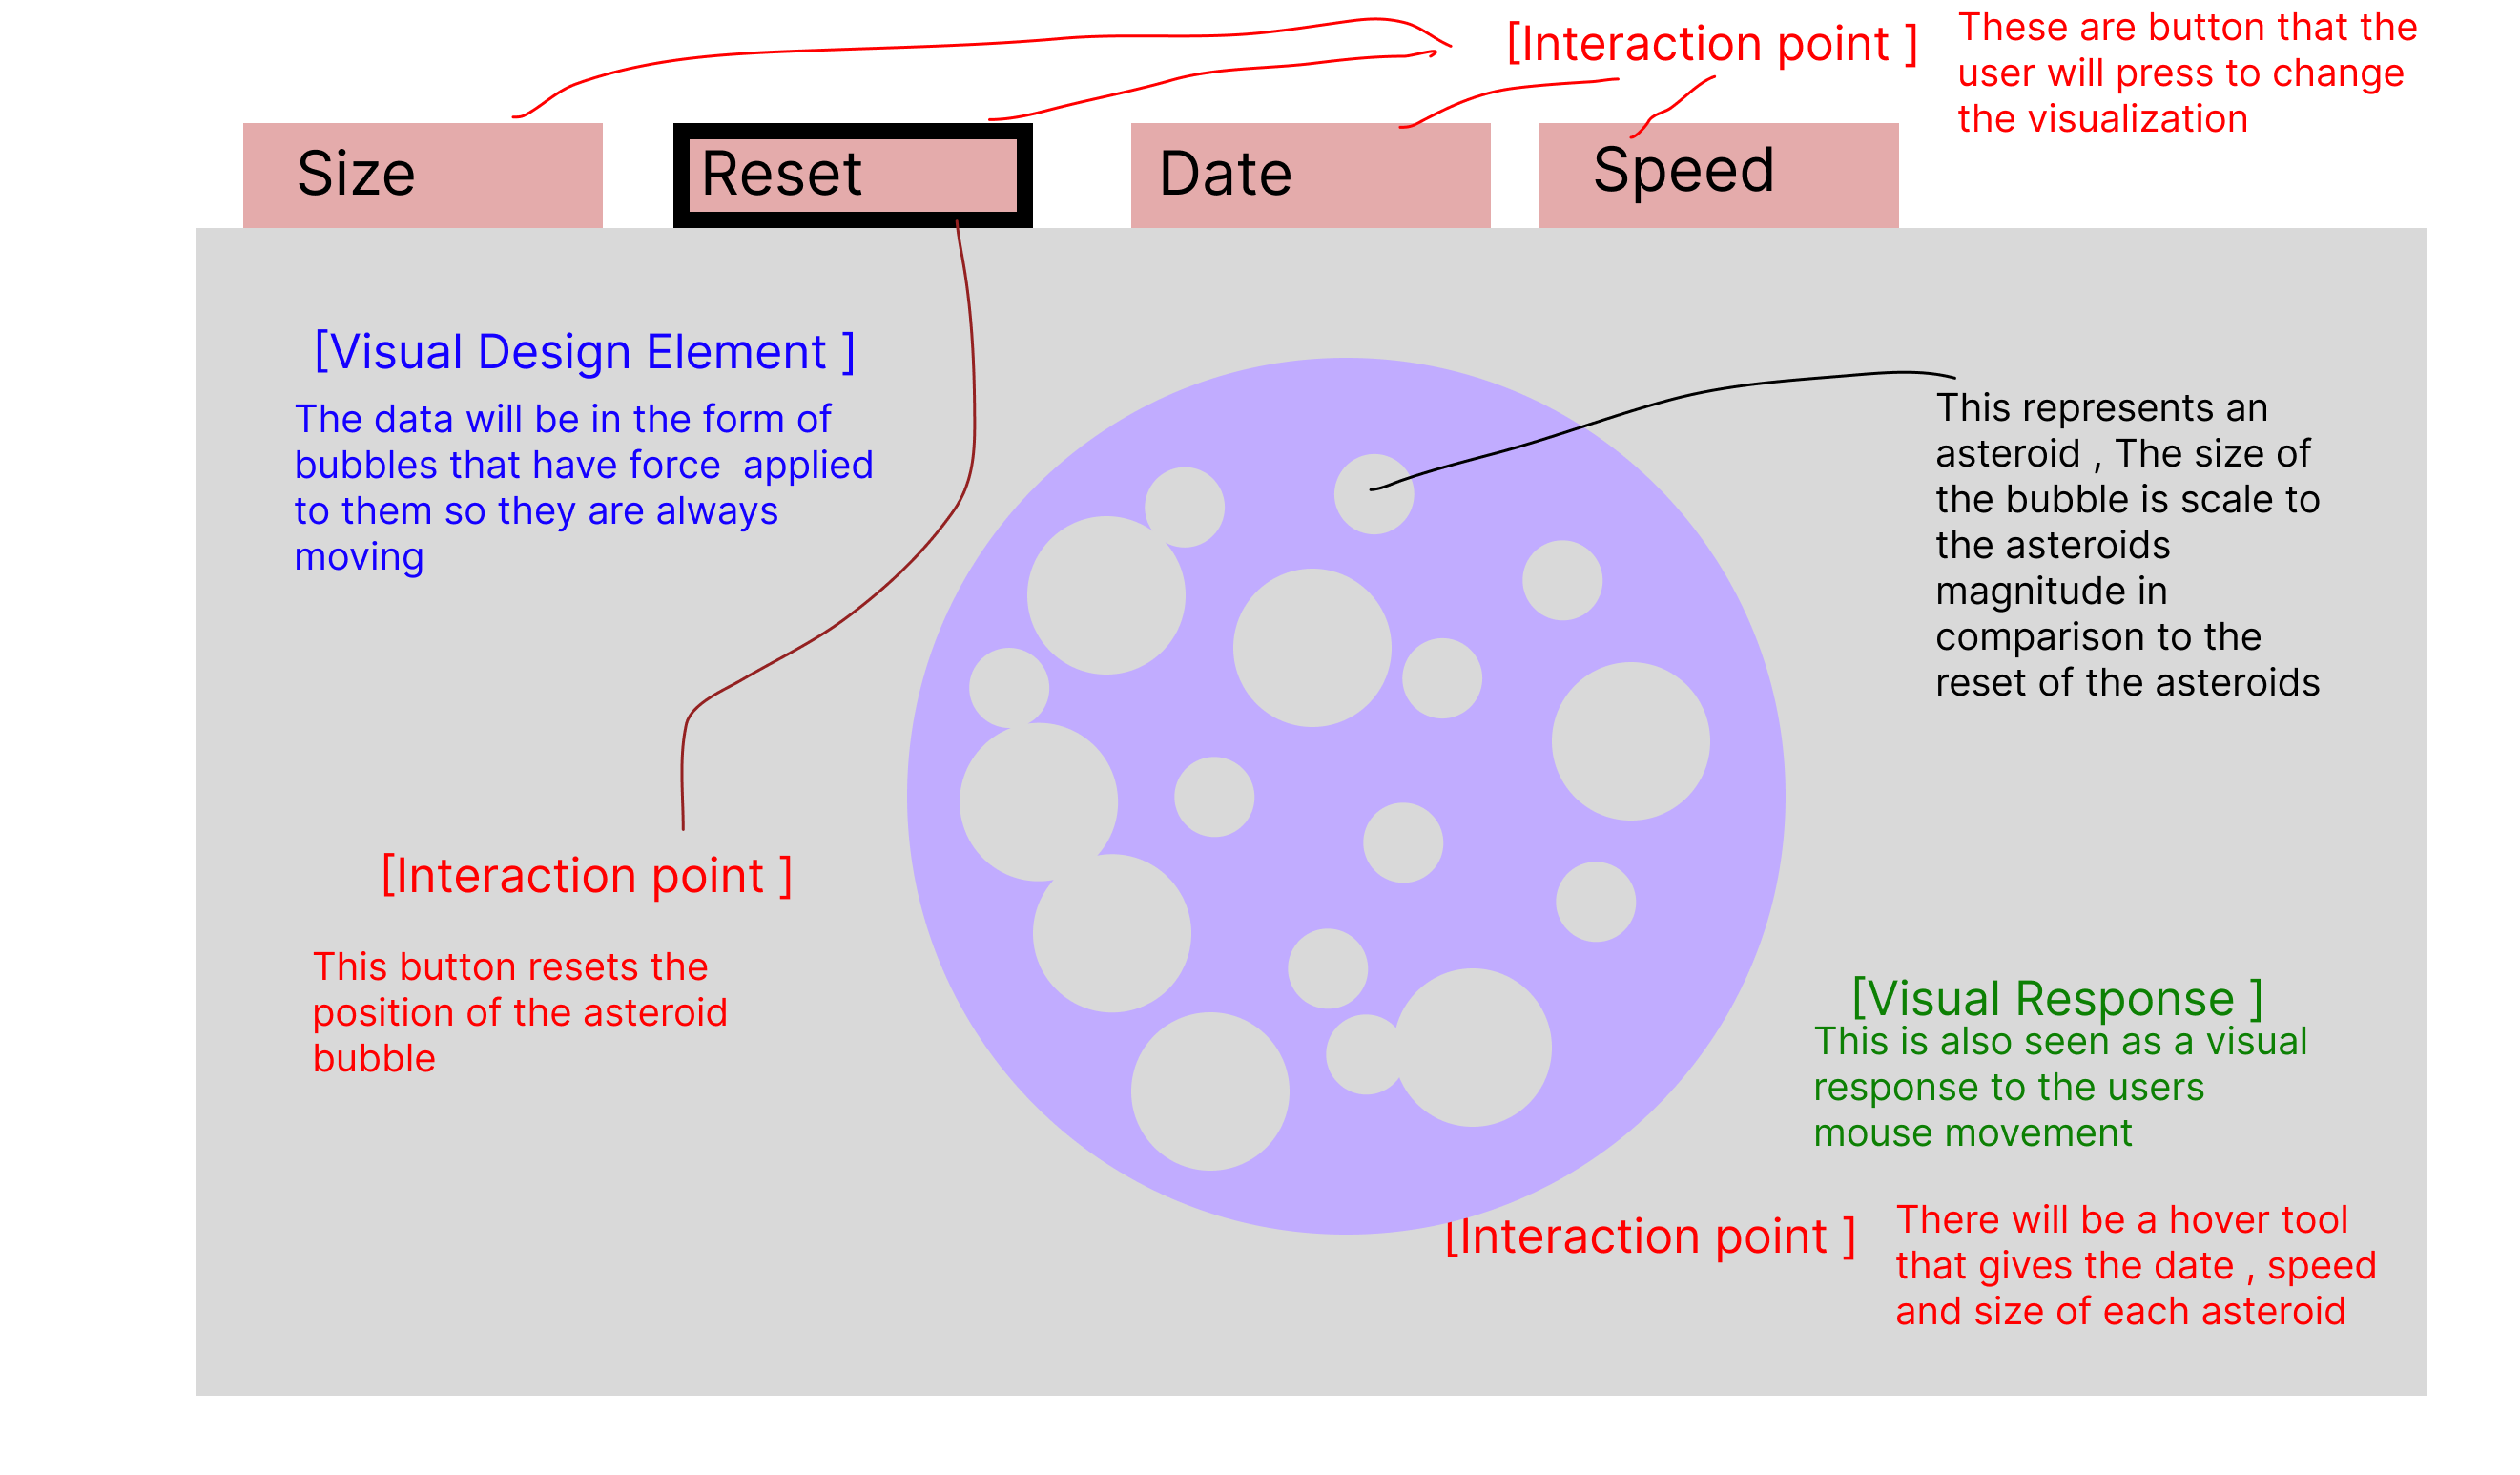 [Interaction point ]
These are button that the
user will press to change
the visualization
Size
Reset
Date
Speed
[Visual Design Element ]
The data will be in the form of
bubbles that have force  applied
to them so they are always
moving
This represents an
asteroid , The size of
the bubble is scale to
the asteroids
magnitude in
comparison to the
reset of the asteroids
[Interaction point ]
This button resets the
position of the asteroid
bubble
[Visual Response ]
This is also seen as a visual
response to the users
mouse movement
[Interaction point ]
There will be a hover tool
that gives the date , speed
and size of each asteroid